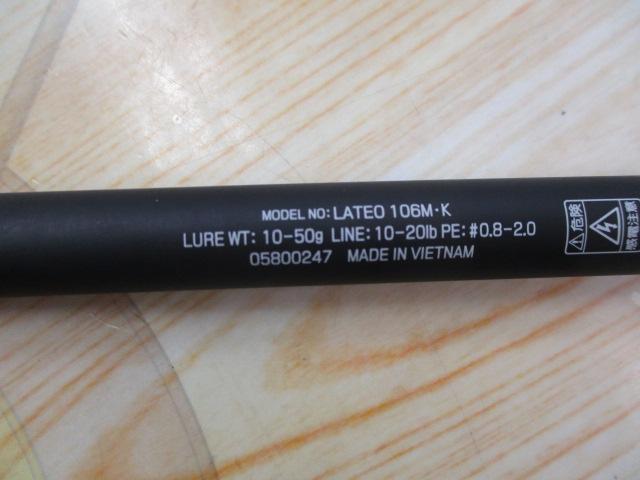 MODEL NO: LATEO 106M·K
LURE WT: 10-50g LINE: 10-20lb PE: #0.8-2.0
05800247 MADE IN VIETNAM
⚠危険
感電注意